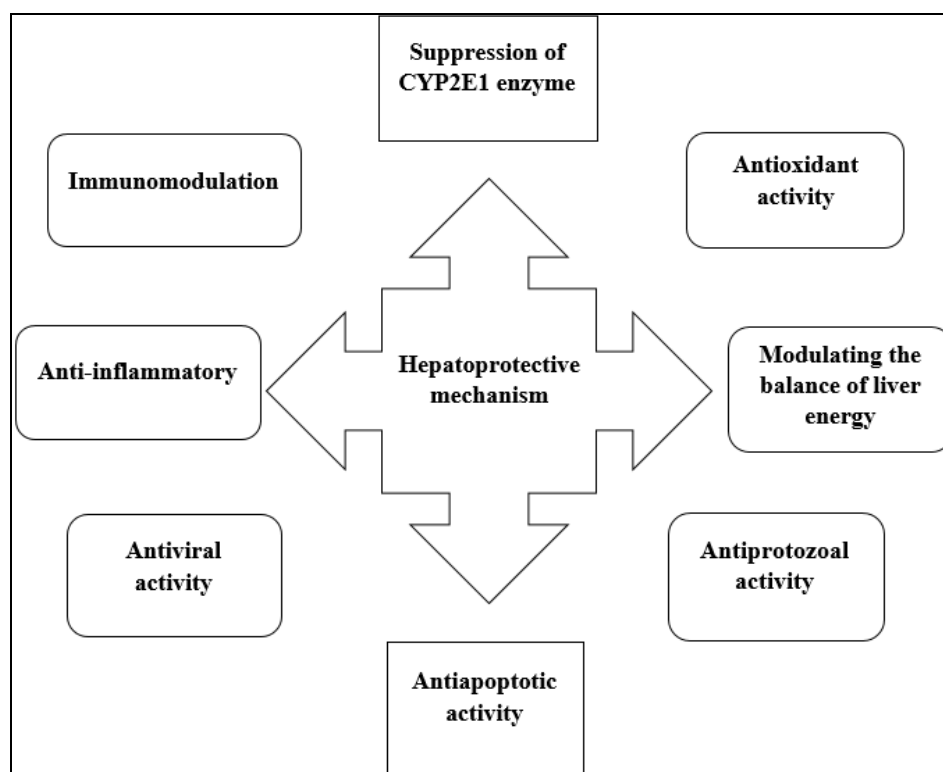 Suppression of
CYP2E1 enzyme
Immunomodulation
Antioxidant
activity
Anti-inflammatory
Hepatoprotective
mechanism
Modulating the
balance of liver
energy
Antiviral
activity
Antiprotozoal
activity
Antiapoptotic
activity